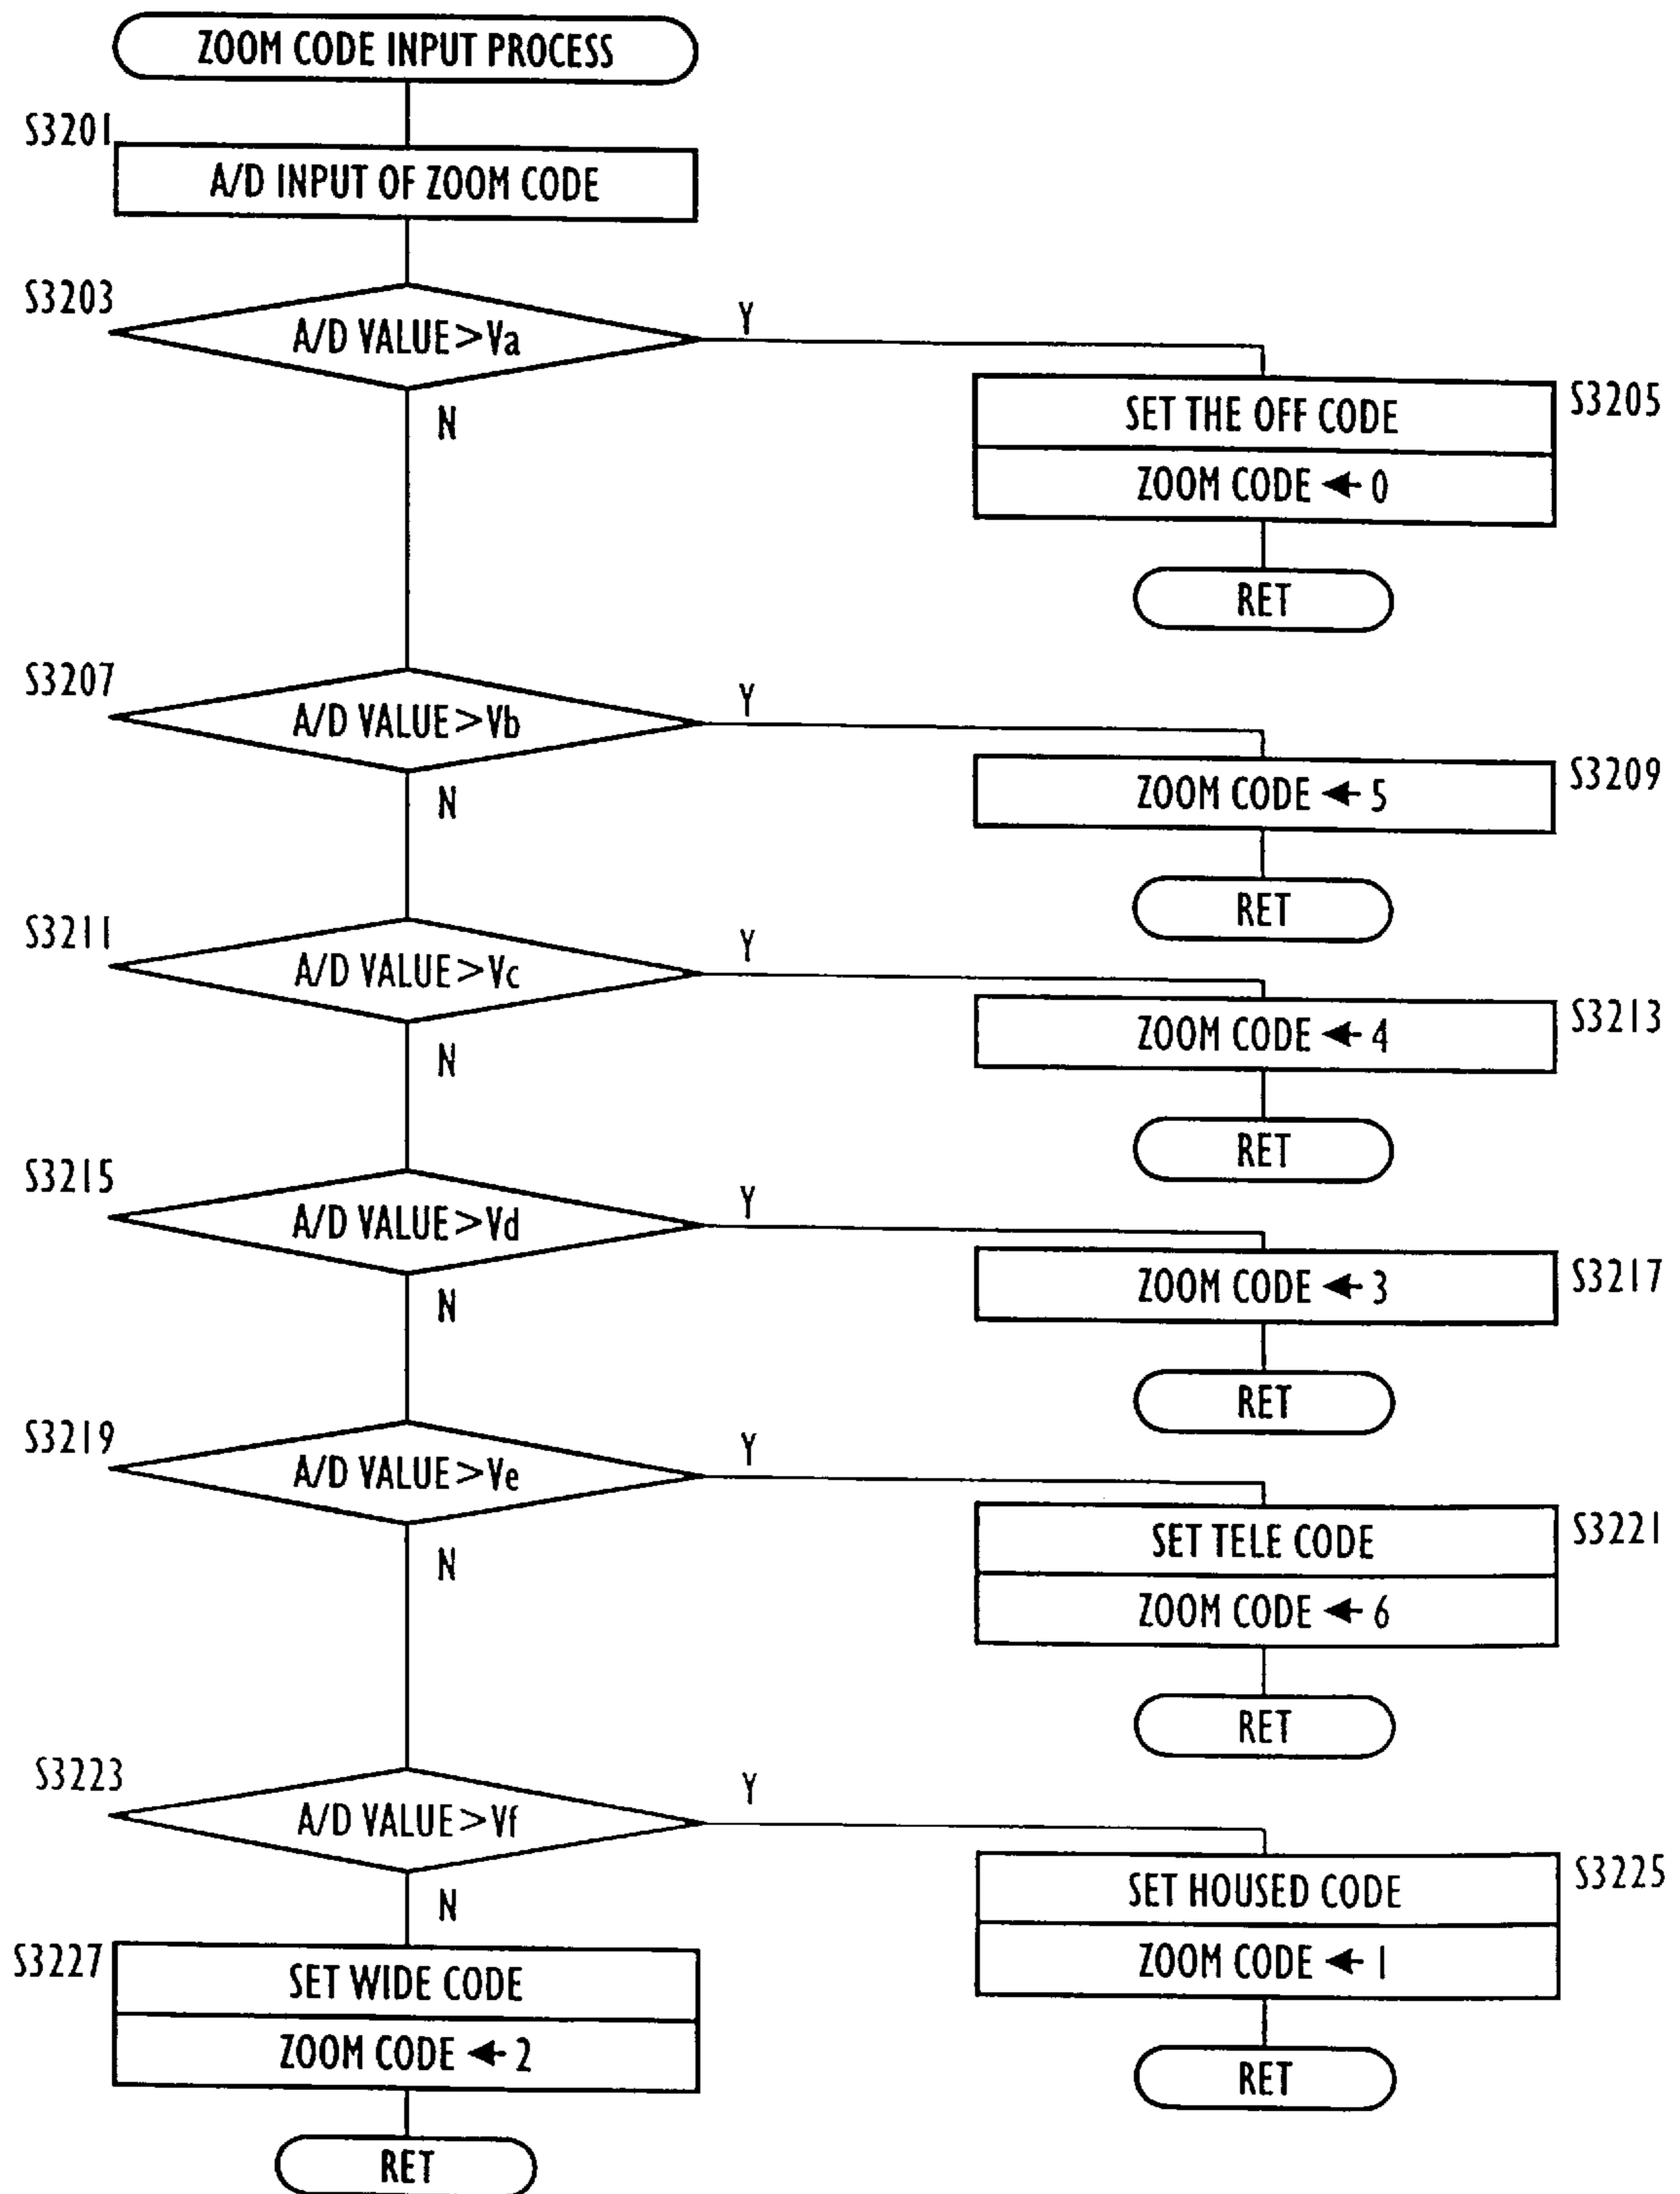 ZOOM CODE INPUT PROCESS
S3201
A/D INPUT OF ZOOM CODE
S3203
A/D VALUE>Va
Y
N
SET THE OFF CODE
S3205
ZOOM CODE ← 0
RET
S3207
A/D VALUE>Vb
Y
N
ZOOM CODE ← 5
S3209
RET
S3211
A/D VALUE>Vc
Y
N
ZOOM CODE ← 4
S3213
RET
S3215
A/D VALUE>Vd
Y
N
ZOOM CODE ← 3
S3217
RET
S3219
A/D VALUE>Ve
Y
N
SET TELE CODE
S3221
ZOOM CODE ← 6
RET
S3223
A/D VALUE>Vf
Y
N
SET HOUSED CODE
S3225
ZOOM CODE ← 1
RET
S3227
SET WIDE CODE
ZOOM CODE ← 2
RET